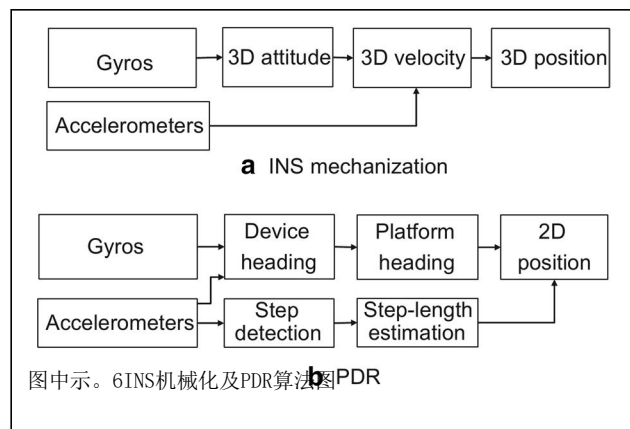 Gyros
3D attitude
3D velocity
3D position
Accelerometers
a INS mechanization
Gyros
Device
heading
Platform
heading
2D
position
Accelerometers
Step
detection
Step-length
estimation
b PDR
图中示。6INS机械化及PDR算法图